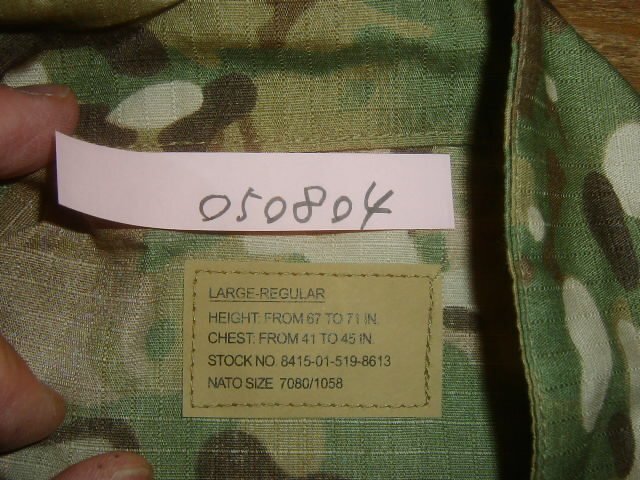 050804
LARGE-REGULAR
HEIGHT: FROM 67 TO 71 IN.
CHEST: FROM 41 TO 45 IN.
STOCK NO. 8415-01-519-8613
NATO SIZE 7080/1058